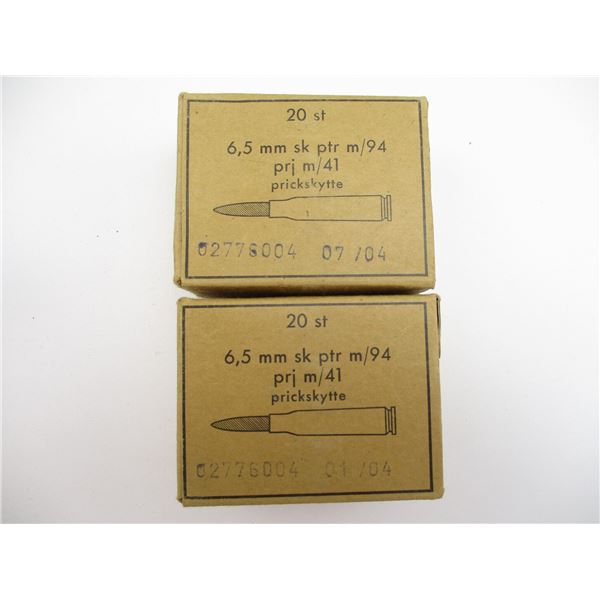 20 st
6,5 mm sk ptr m/94
prj m/41
prickskytte
02776004 07/04
20 st
6,5 mm sk ptr m/94
prj m/41
prickskytte
02776004 01/04